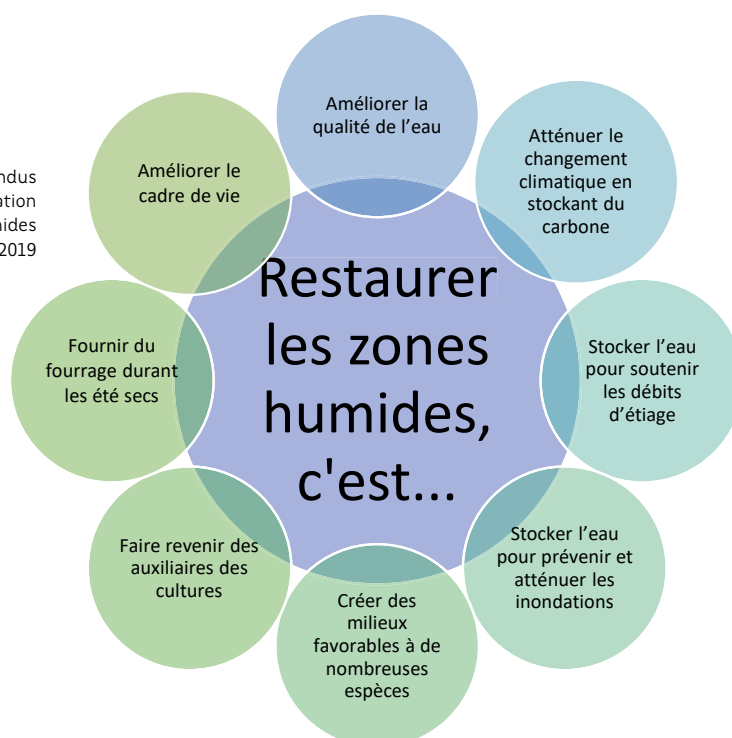 ndus
ation
nides
2019
Restaurer
les zones
humides,
c'est...
Améliorer la
qualité de l'eau
Atténuer le
changement
climatique en
stockant du
carbone
Stocker l'eau
pour soutenir
les débits
d'étiage
Stocker l'eau
pour prévenir et
atténuer les
inondations
Créer des
milieux
favorables à de
nombreuses
espèces
Faire revenir des
auxiliaires des
cultures
Fournir du
fourrage durant
les été secs
Améliorer le
cadre de vie